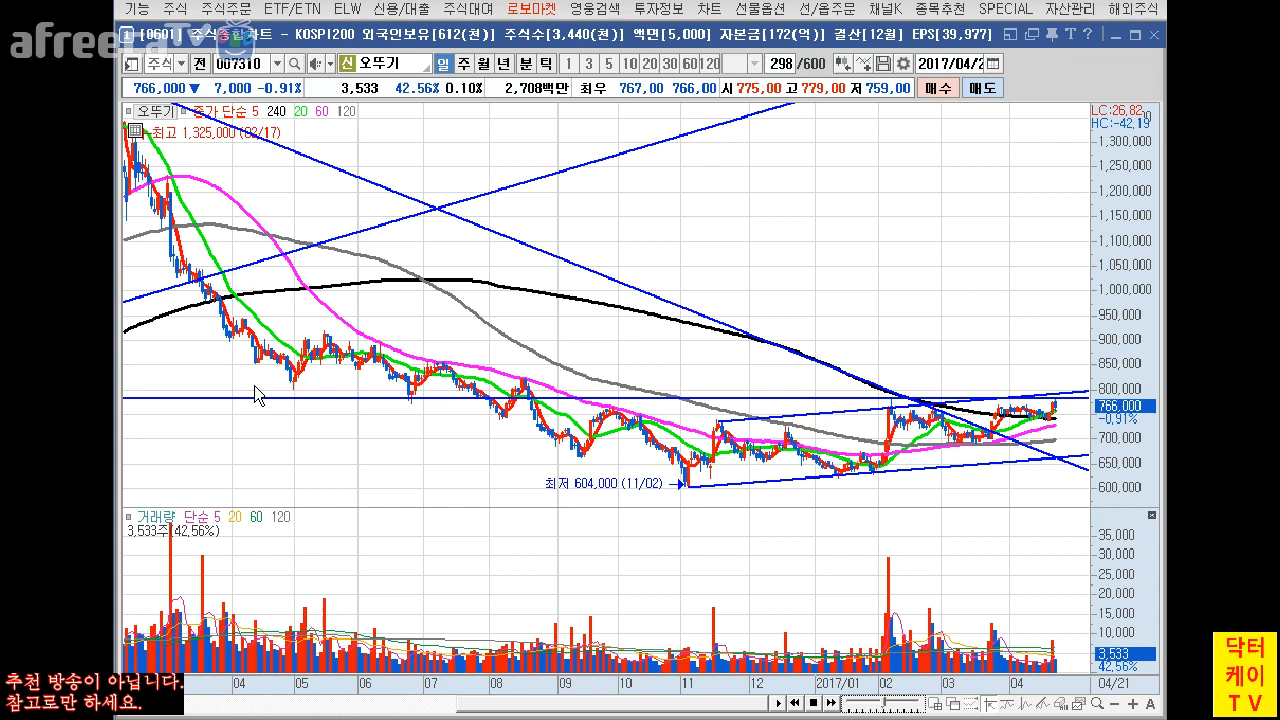 기능 주식 주식주문 ETF/ETN ELW 신용/대출 주식대여 로보마켓 영웅검색 투자정보 차트 선물옵션 선/옵주문 채널K 종목추천 SPECIAL 자산관리 해외주식
afreecaTV
1 [0601] 주식종합차트 - KOSPI200 외국인보유[612(천)] 주식수[3,440(천)] 액면[5,000] 자본금[172(억)] 결산[12월] EPS[39,977]
주식 전 007310 신 오뚜기 일 주 월 년 분 틱 1 3 5 10 20 30 60 120 298 /600 2017/04/2
766,000 ▼ 7,000 -0.91% 3,533 42.56% 0.10% 2,708백만 최우 767,00 766,00 시 775,00 고 779,00 저 759,00 매수 매도
오뚜기 종가 단순 5 240 20 60 120
LC:26,82
HC:-42,19
최고 1,325,000 (02/17)
1,300,000
1,250,000
1,200,000
1,150,000
1,100,000
1,050,000
1,000,000
950,000
900,000
850,000
800,000
766,000
-0,91%
700,000
650,000
600,000
최저 604,000 (11/02)
거래량 단순 5 20 60 120
3,533주(42,56%)
35,000
30,000
25,000
20,000
15,000
10,000
3,533
42,56%
04 05 06 07 08 09 10 11 12 2017/01 02 03 04 04/21
추천 방송이 아닙니다.
참고로만 하세요.
닥터
케이
TV